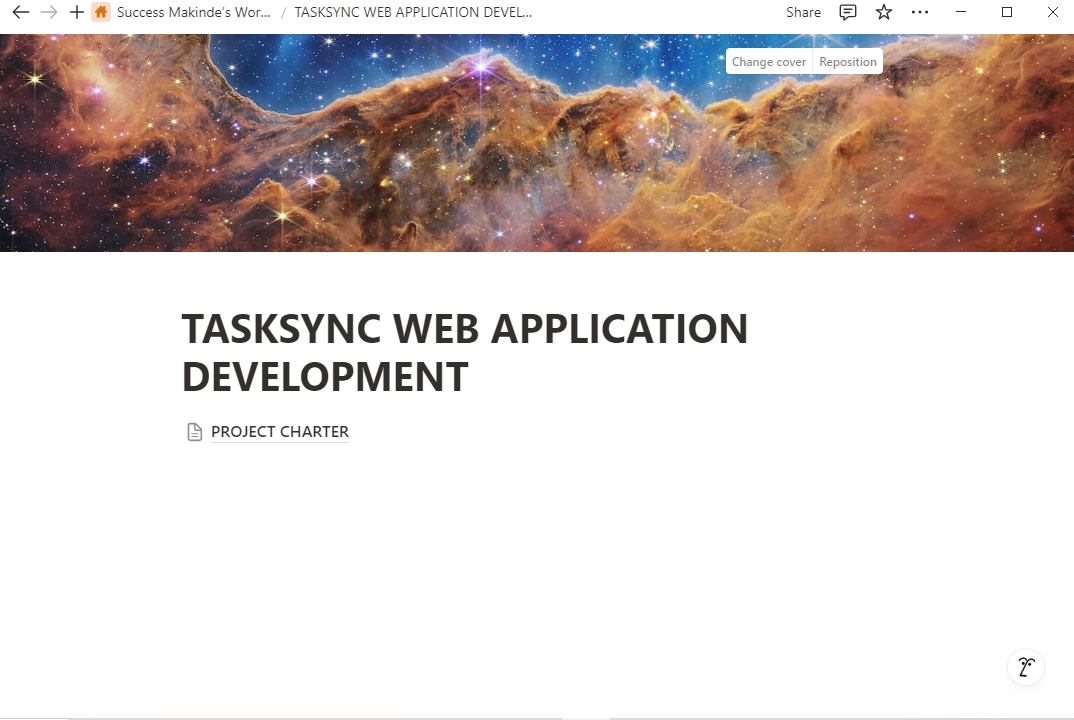 Success Makinde's Wor... / TASKSYNC WEB APPLICATION DEVEL...
Share
Change cover
Reposition
TASKSYNC WEB APPLICATION
DEVELOPMENT
PROJECT CHARTER